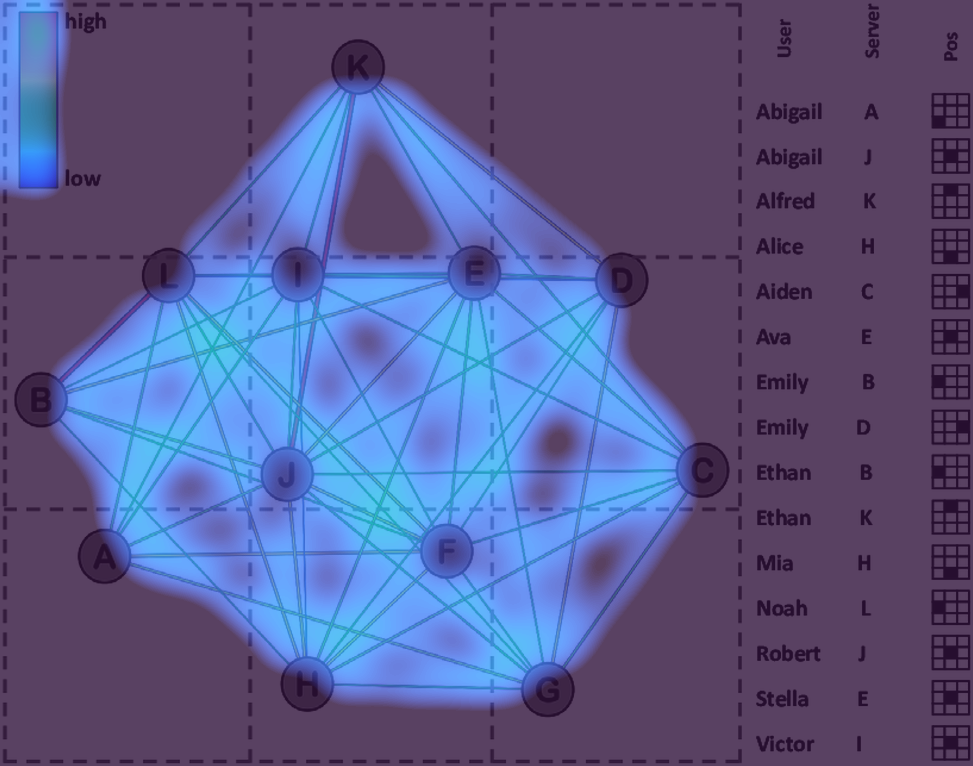 high
low
K
L
I
E
D
B
J
C
A
F
H
G
User Server Pos
Abigail A
Abigail J
Alfred K
Alice H
Aiden C
Ava E
Emily B
Emily D
Ethan B
Ethan K
Mia H
Noah L
Robert J
Stella E
Victor I